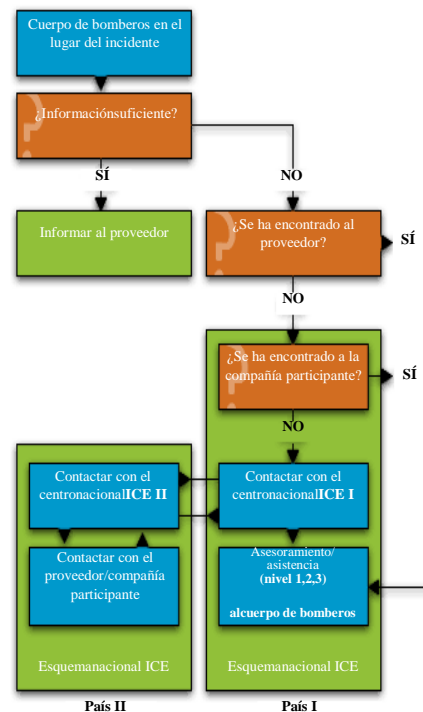 Cuerpo de bomberos en el
lugar del incidente
¿Informaciónsuficiente?
SÍ
NO
Informar al proveedor
¿Se ha encontrado al
proveedor?
SÍ
NO
¿Se ha encontrado a la
compañía participante?
SÍ
NO
Contactar con el
centronacionalICE II
Contactar con el
centronacionalICE I
Contactar con el
proveedor/compañía
participante
Asesoramiento/
asistencia
(nivel 1,2,3)
alcuerpo de bomberos
Esquemanacional ICE
Esquemanacional ICE
País II
País I